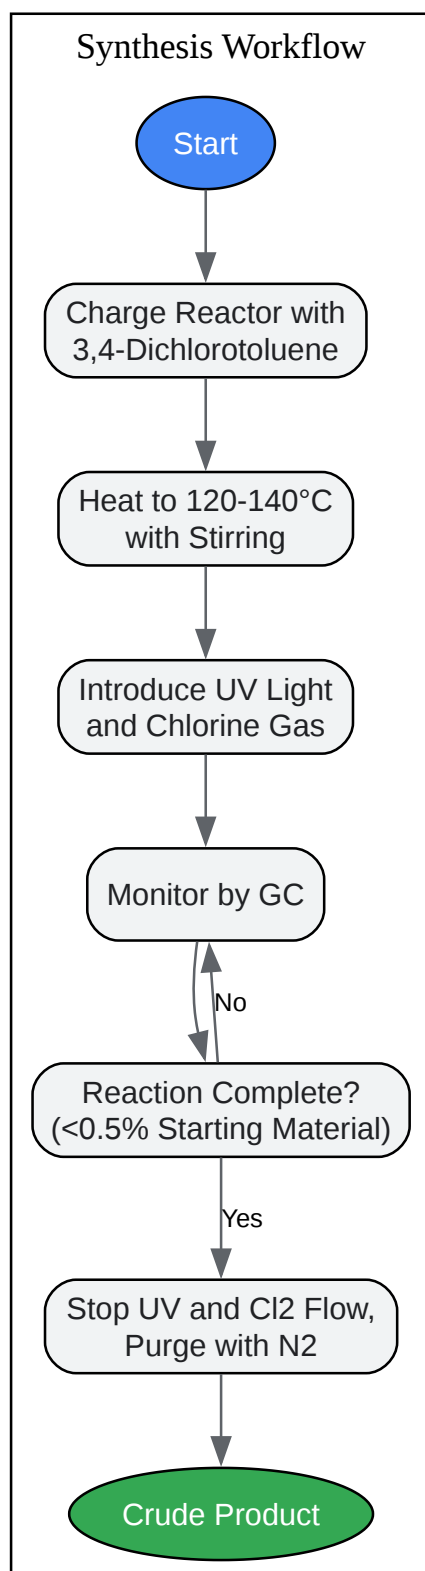 Synthesis Workflow
Start
Charge Reactor with
3,4-Dichlorotoluene
Heat to 120-140°C
with Stirring
Introduce UV Light
and Chlorine Gas
Monitor by GC
No
Reaction Complete?
(<0.5% Starting Material)
Yes
Stop UV and Cl2 Flow,
Purge with N2
Crude Product